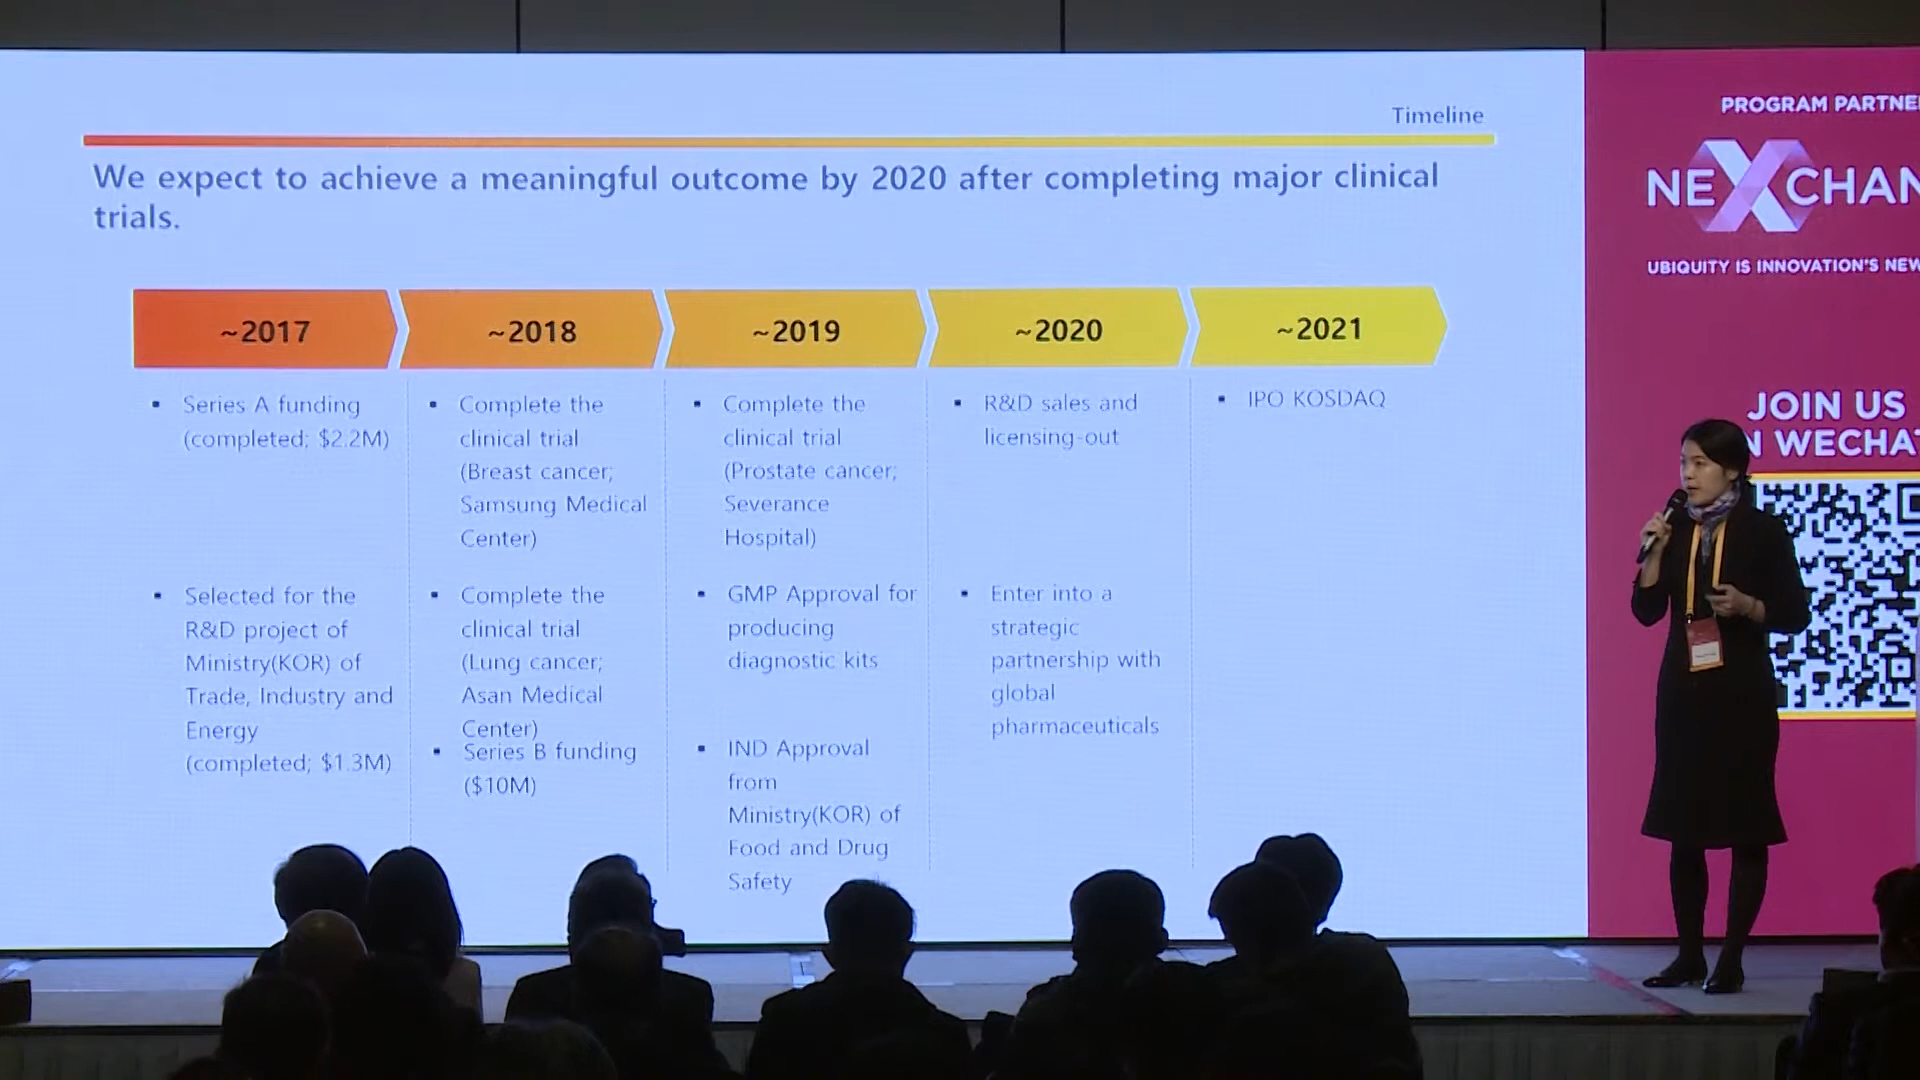 Timeline
We expect to achieve a meaningful outcome by 2020 after completing major clinical
trials.
~2017
~2018
~2019
~2020
~2021
▪ Series A funding
(completed; $2.2M)
▪ Selected for the
R&D project of
Ministry(KOR) of
Trade, Industry and
Energy
(completed; $1.3M)
▪ Complete the
clinical trial
(Breast cancer;
Samsung Medical
Center)
▪ Complete the
clinical trial
(Lung cancer;
Asan Medical
Center)
▪ Series B funding
($10M)
▪ Complete the
clinical trial
(Prostate cancer;
Severance
Hospital)
▪ GMP Approval for
producing
diagnostic kits
▪ IND Approval
from
Ministry(KOR) of
Food and Drug
Safety
▪ R&D sales and
licensing-out
▪ Enter into a
strategic
partnership with
global
pharmaceuticals
▪ IPO KOSDAQ
PROGRAM PARTNE
NEXCHAN
UBIQUITY IS INNOVATION'S NEW
JOIN US
N WECHA